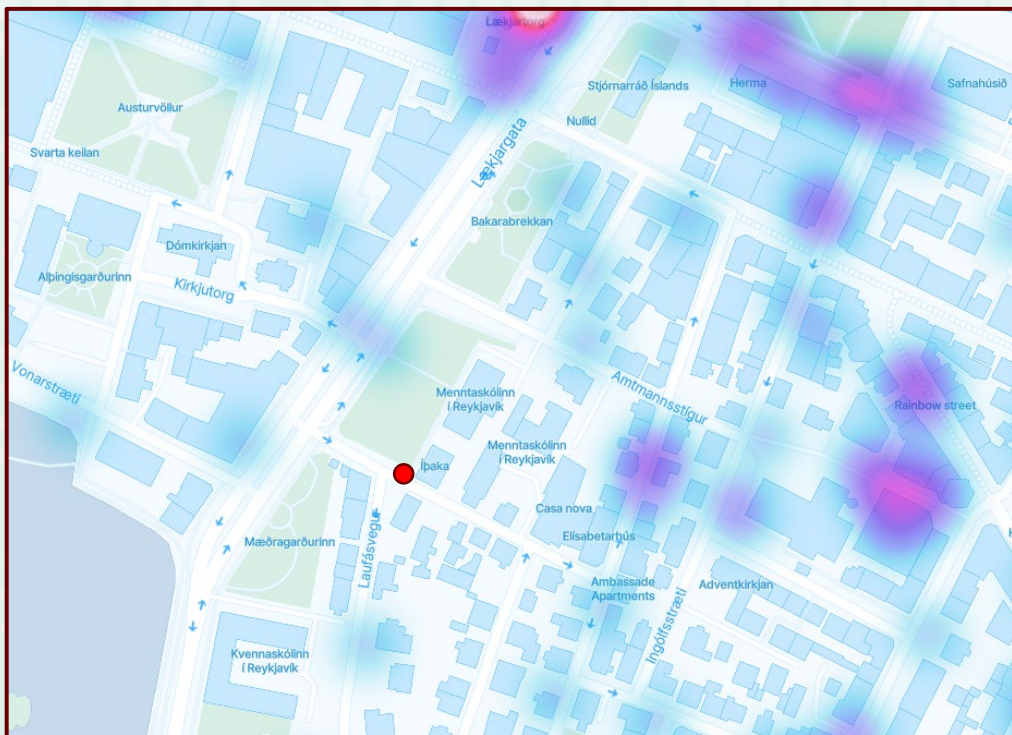 Lækjartorg
Stjórnarráð Íslands
Herma
Safnahúsið
Austurvöllur
Nullid
Svarta keilan
Lækjargata
Bakarabrekkan
Dómkirkjan
Alþingisgarðurinn
Kirkjutorg
Vonarstræti
Menntaskólinn
í Reykjavík
Amtmannsstígur
Rainbow street
Menntaskólinn
í Reykjavík
Íþaka
Casa nova
Elísabetarhús
Mæðragarðurinn
Laufásvegur
Ambassade
Apartments
Adventkirkjan
Ingólfsstræti
Kvennaskólinn
í Reykjavík